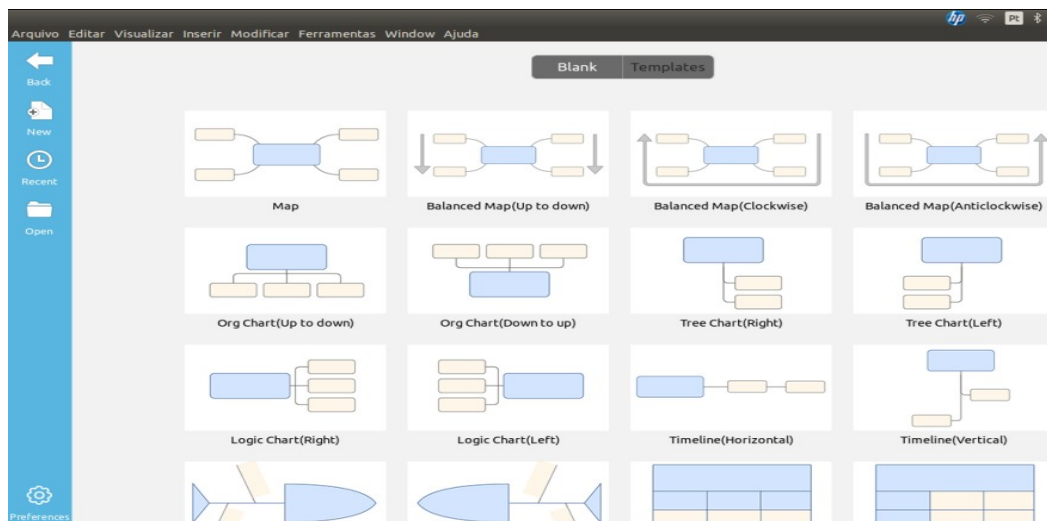 hp Pt
Arquivo Editar Visualizar Inserir Modificar Ferramentas Window Ajuda
Back
New
Recent
Open
Preferences
Blank Templates
Map Balanced Map(Up to down) Balanced Map(Clockwise) Balanced Map(Anticlockwise)
Org Chart(Up to down) Org Chart(Down to up) Tree Chart(Right) Tree Chart(Left)
Logic Chart(Right) Logic Chart(Left) Timeline(Horizontal) Timeline(Vertical)